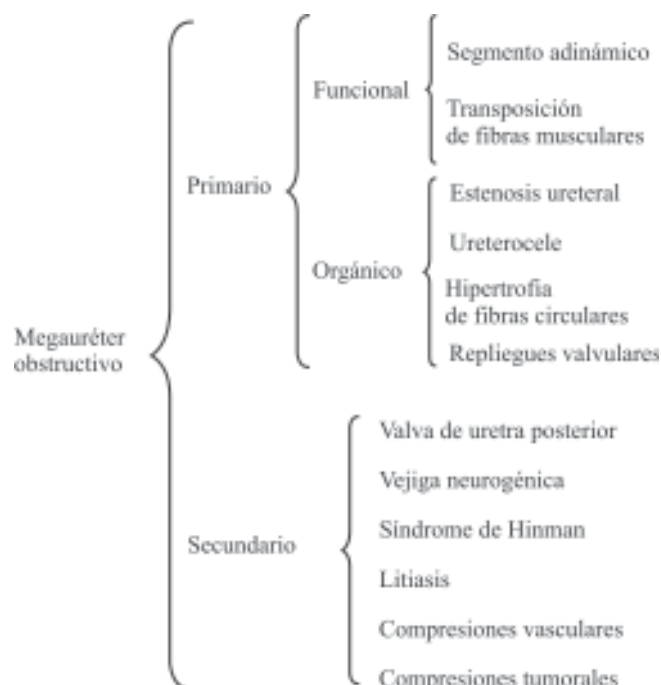 Megauréter
obstructivo
Primario
Funcional
Segmento adinámico
Transposición
de fibras musculares
Orgánico
Estenosis ureteral
Ureterocele
Hipertrofia
de fibras circulares
Repliegues valvulares
Secundario
Valva de uretra posterior
Vejiga neurogénica
Síndrome de Hinman
Litiasis
Compresiones vasculares
Compresiones tumorales